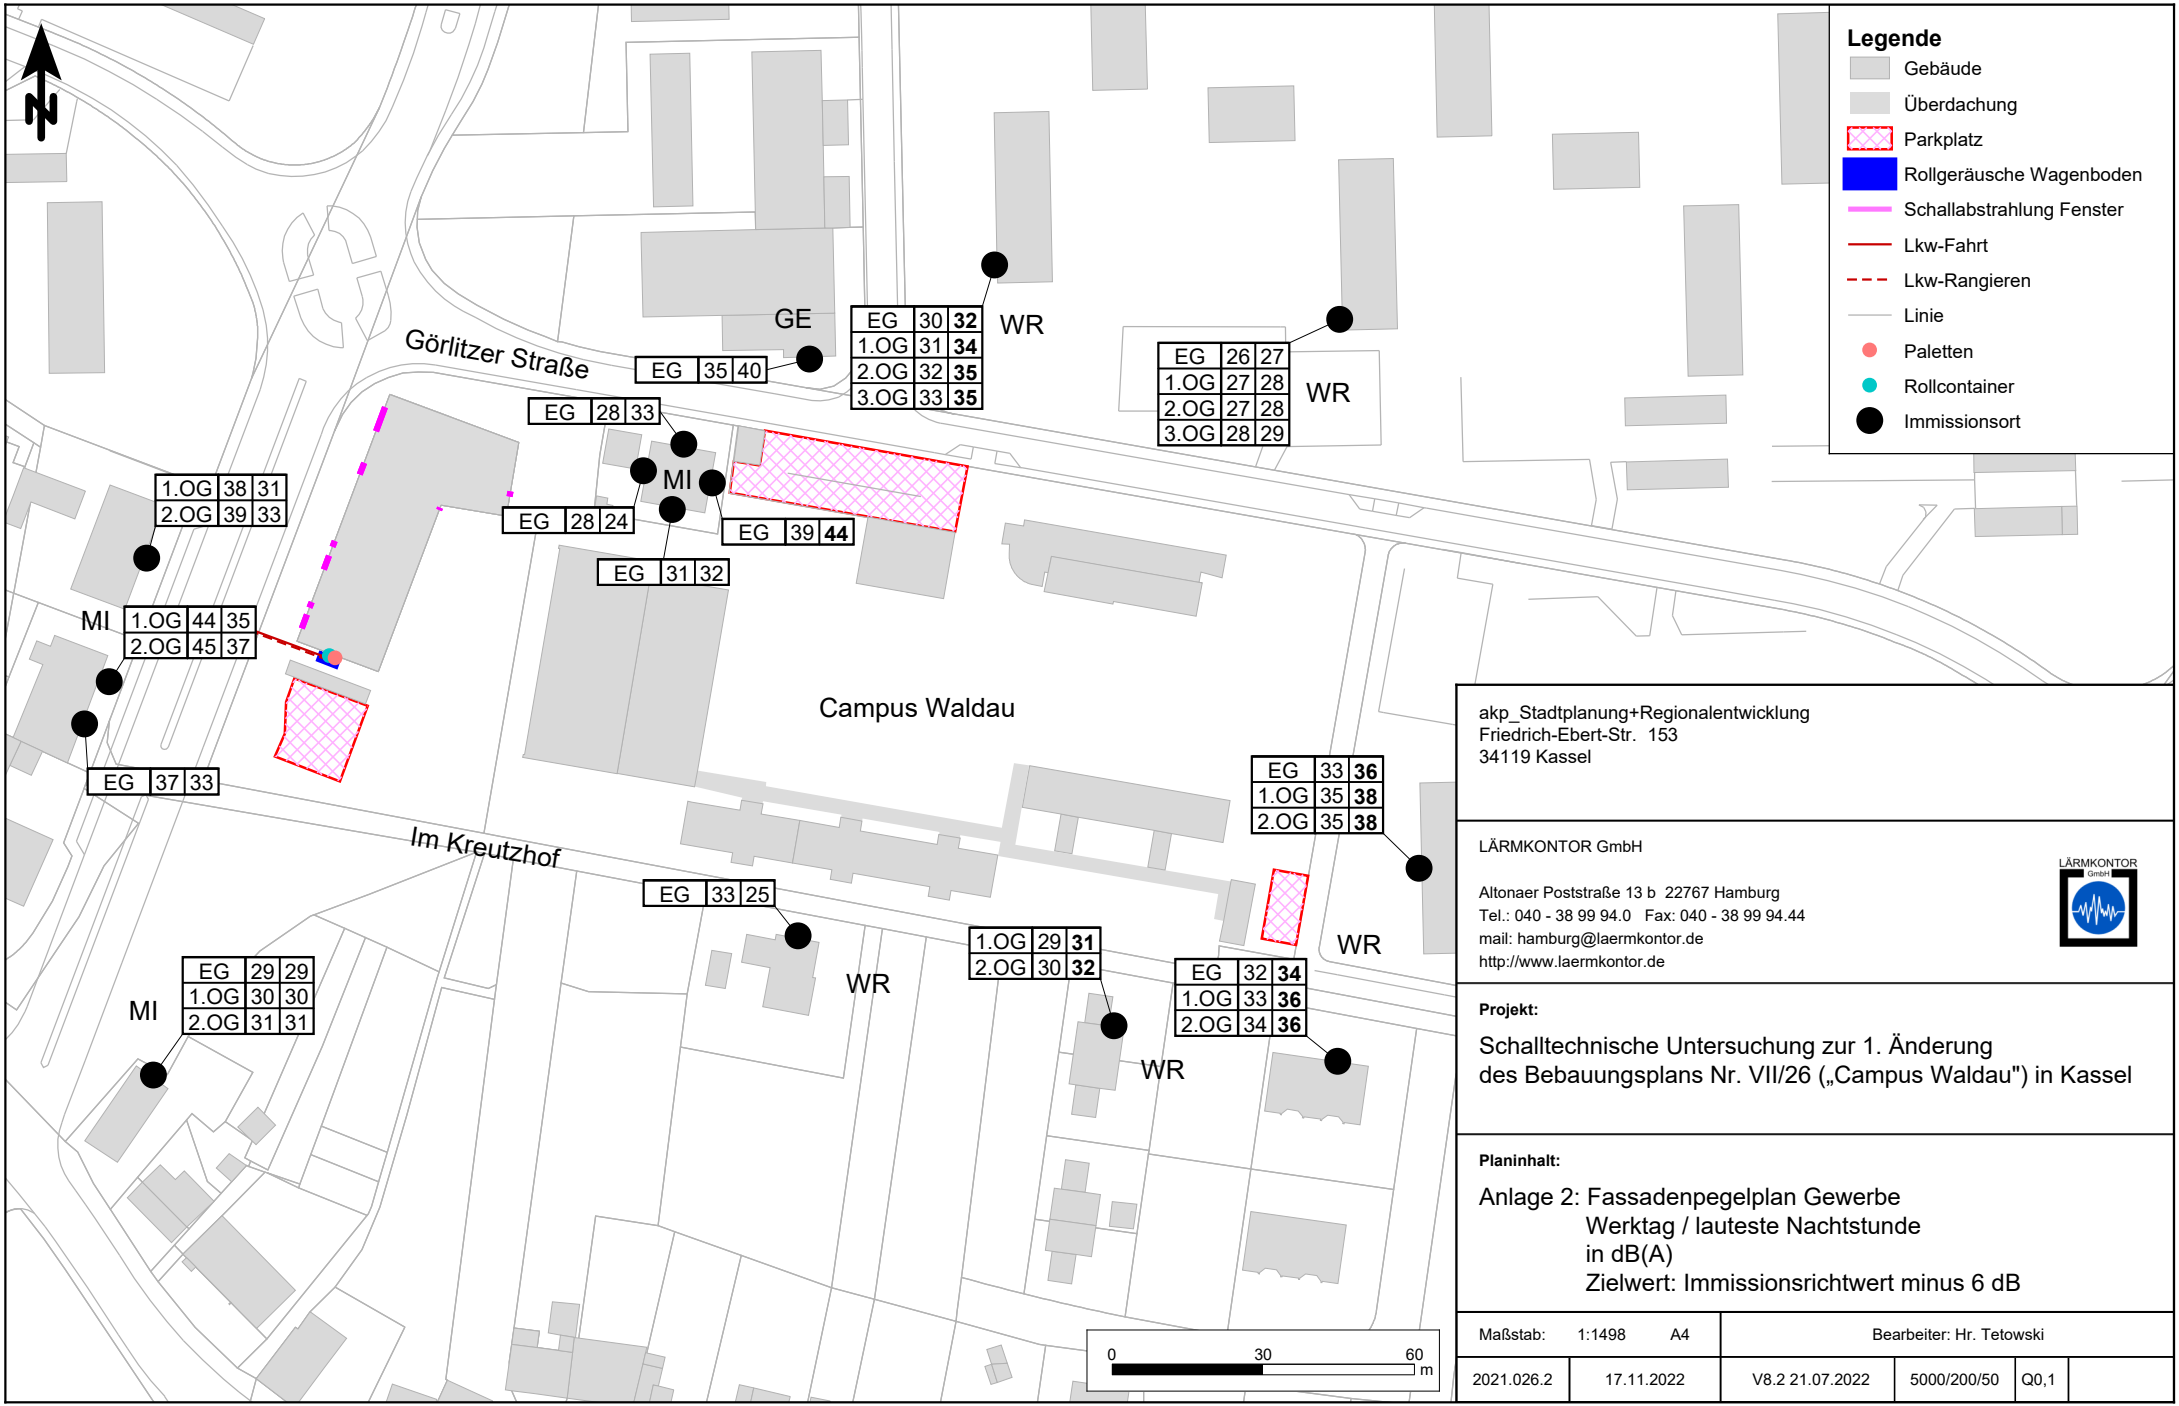 N
Legende
Gebäude
Überdachung
Parkplatz
Rollgeräusche Wagenboden
Schallabstrahlung Fenster
Lkw-Fahrt
Lkw-Rangieren
Linie
Paletten
Rollcontainer
Immissionsort
Görlitzer Straße
GE
EG 35 40
EG 30 32
1.OG 31 34
2.OG 32 35
3.OG 33 35
WR
EG 26 27
1.OG 27 28
2.OG 27 28
3.OG 28 29
WR
EG 28 33
MI
EG 28 24
EG 39 44
EG 31 32
1.OG 38 31
2.OG 39 33
MI
1.OG 44 35
2.OG 45 37
EG 37 33
Campus Waldau
Im Kreutzhof
EG 33 36
1.OG 35 38
2.OG 35 38
WR
EG 33 25
WR
1.OG 29 31
2.OG 30 32
WR
EG 32 34
1.OG 33 36
2.OG 34 36
MI
EG 29 29
1.OG 30 30
2.OG 31 31
0 30 60
m
akp_Stadtplanung+Regionalentwicklung
Friedrich-Ebert-Str. 153
34119 Kassel
LÄRMKONTOR GmbH
Altonaer Poststraße 13 b 22767 Hamburg
Tel.: 040 - 38 99 94.0 Fax: 040 - 38 99 94.44
mail: hamburg@laermkontor.de
http://www.laermkontor.de
LÄRMKONTOR
GmbH
Projekt:
Schalltechnische Untersuchung zur 1. Änderung
des Bebauungsplans Nr. VII/26 („Campus Waldau") in Kassel
Planinhalt:
Anlage 2: Fassadenpegelplan Gewerbe
Werktag / lauteste Nachtstunde
in dB(A)
Zielwert: Immissionsrichtwert minus 6 dB
Maßstab: 1:1498 A4
Bearbeiter: Hr. Tetowski
2021.026.2 17.11.2022 V8.2 21.07.2022 5000/200/50 Q0,1